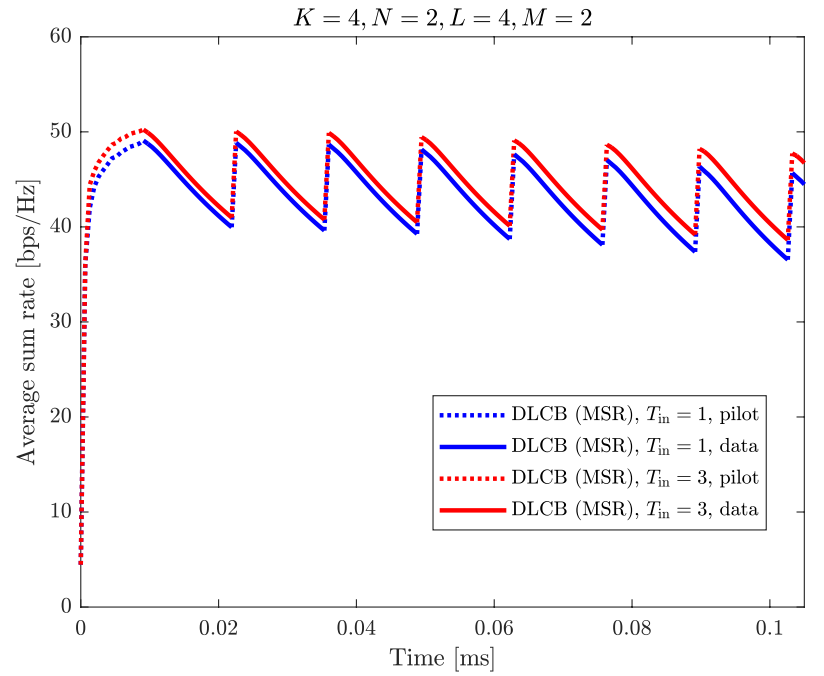 K = 4, N = 2, L = 4, M = 2
60
50
40
30
20
10
0
Average sum rate [bps/Hz]
DLCB (MSR), T_in = 1, pilot
DLCB (MSR), T_in = 1, data
DLCB (MSR), T_in = 3, pilot
DLCB (MSR), T_in = 3, data
0 0.02 0.04 0.06 0.08 0.1
Time [ms]